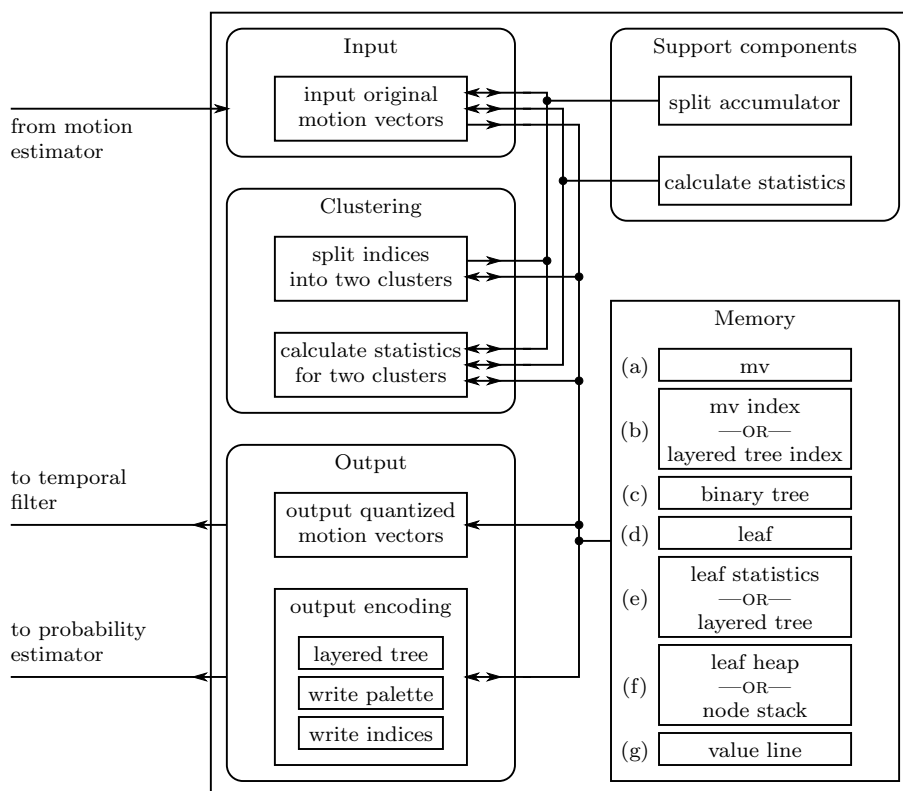 Input
input original
motion vectors
from motion
estimator
Support components
split accumulator
calculate statistics
Clustering
split indices
into two clusters
calculate statistics
for two clusters
Memory
(a) mv
(b) mv index
—OR—
layered tree index
(c) binary tree
(d) leaf
(e) leaf statistics
—OR—
layered tree
(f) leaf heap
—OR—
node stack
(g) value line
to temporal
filter
Output
output quantized
motion vectors
to probability
estimator
output encoding
layered tree
write palette
write indices